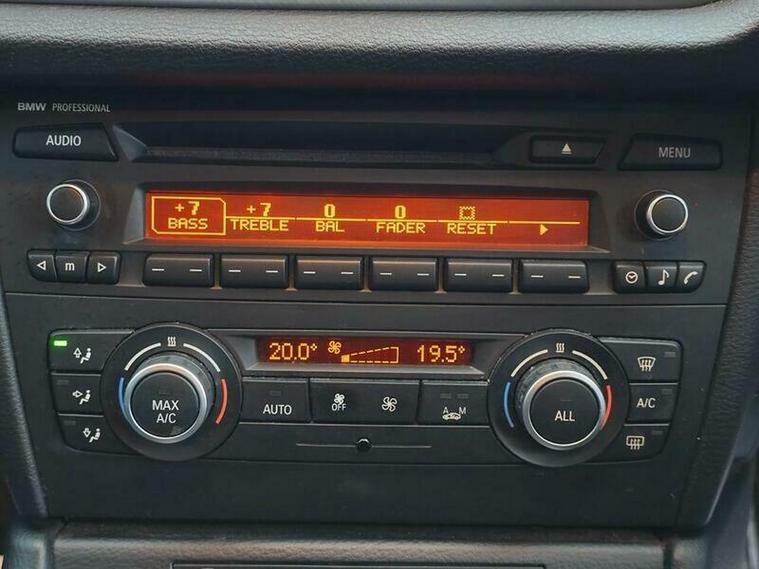 BMW PROFESSIONAL
AUDIO
MENU
+7 +7 0 0
BASS TREBLE BAL FADER RESET
m
20.0° 19.5°
MAX A/C
AUTO
OFF
A M
ALL
A/C